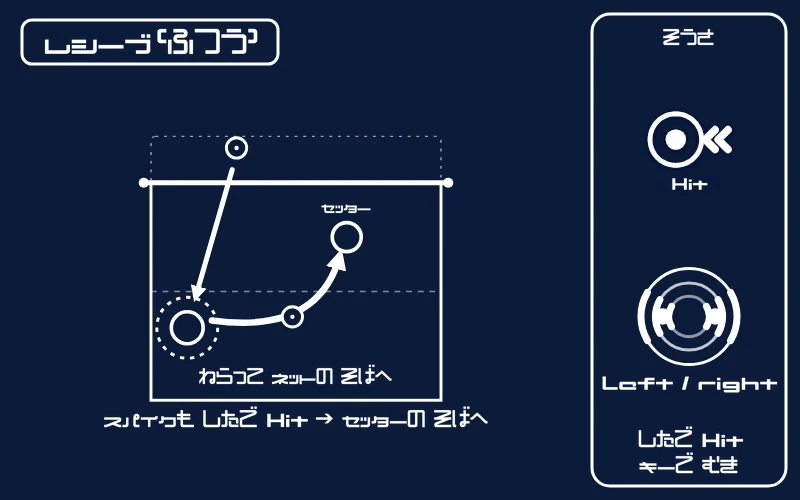 レシーブ(ふつう)
セッター
ねらって ネットの そばへ
スパイクも したで Hit → セッターの そばへ
そうさ
Hit
Left / right
したで Hit
キーで むき